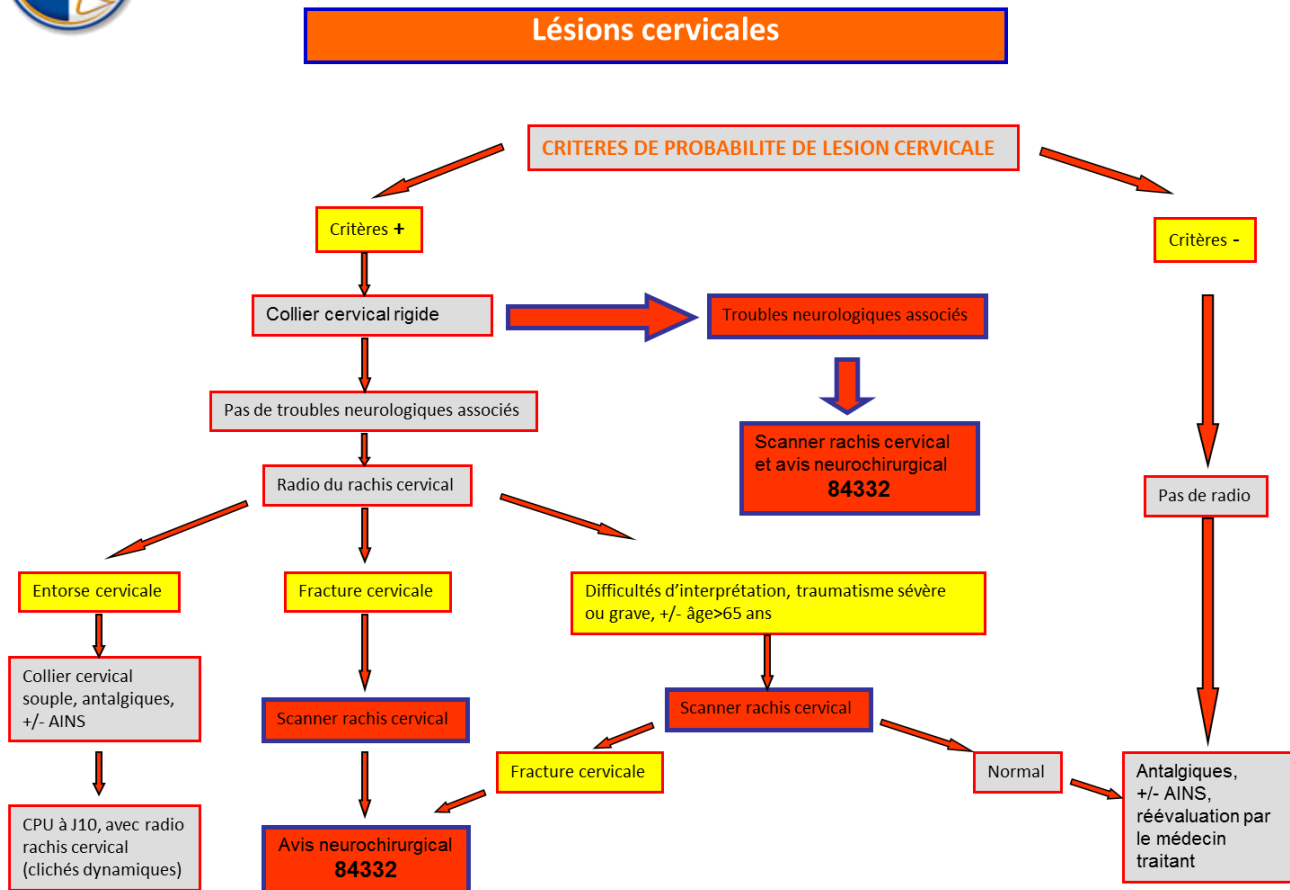 Lésions cervicales
CRITERES DE PROBABILITE DE LESION CERVICALE
Critères +
Critères -
Collier cervical rigide
Troubles neurologiques associés
Pas de troubles neurologiques associés
Scanner rachis cervical
et avis neurochirurgical
84332
Radio du rachis cervical
Pas de radio
Entorse cervicale
Fracture cervicale
Difficultés d’interprétation, traumatisme sévère
ou grave, +/- âge>65 ans
Collier cervical
souple, antalgiques,
+/- AINS
Scanner rachis cervical
Scanner rachis cervical
Fracture cervicale
Normal
Antalgiques,
+/- AINS,
réévaluation par
le médecin
traitant
CPU à J10, avec radio
rachis cervical
(clichés dynamiques)
Avis neurochirurgical
84332